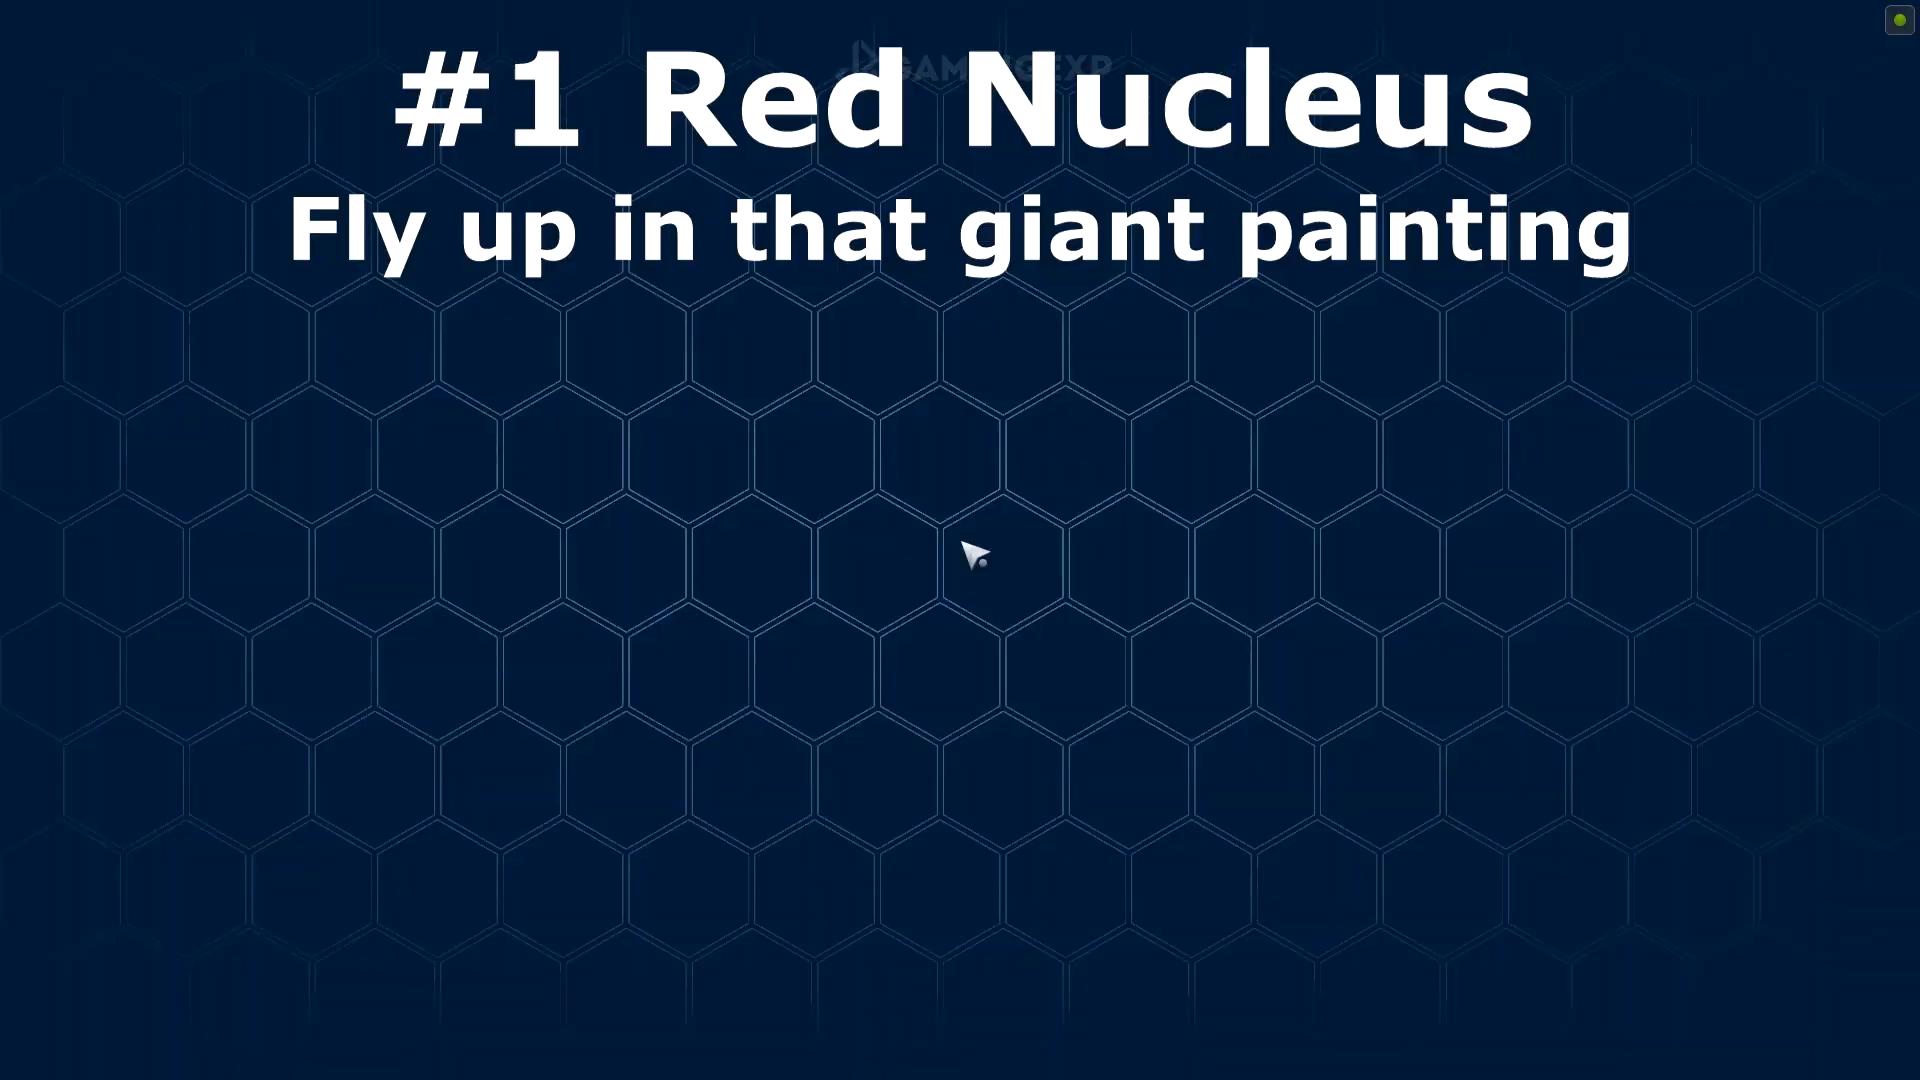 #1 Red Nucleus
Fly up in that giant painting